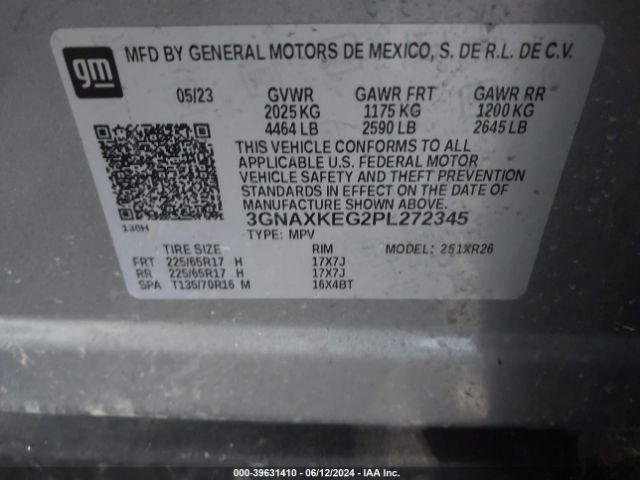 gm
MFD BY GENERAL MOTORS DE MEXICO, S. DE R.L. DE C.V.
05/23 GVWR GAWR FRT GAWR RR
2025 KG 1175 KG 1200 KG
4464 LB 2590 LB 2645 LB
THIS VEHICLE CONFORMS TO ALL
APPLICABLE U.S. FEDERAL MOTOR
VEHICLE SAFETY AND THEFT PREVENTION
STANDARDS IN EFFECT ON THE DATE OF
MANUFACTURE SHOWN ABOVE.
3GNAXKEG2PL272345
130H
TYPE: MPV
TIRE SIZE RIM MODEL: 251XR26
FRT 225/65R17 H 17X7J
RR 225/65R17 H 17X7J
SPA T135/70R16 M 16X4BT
000-39631410 - 06/12/2024 - IAA Inc.